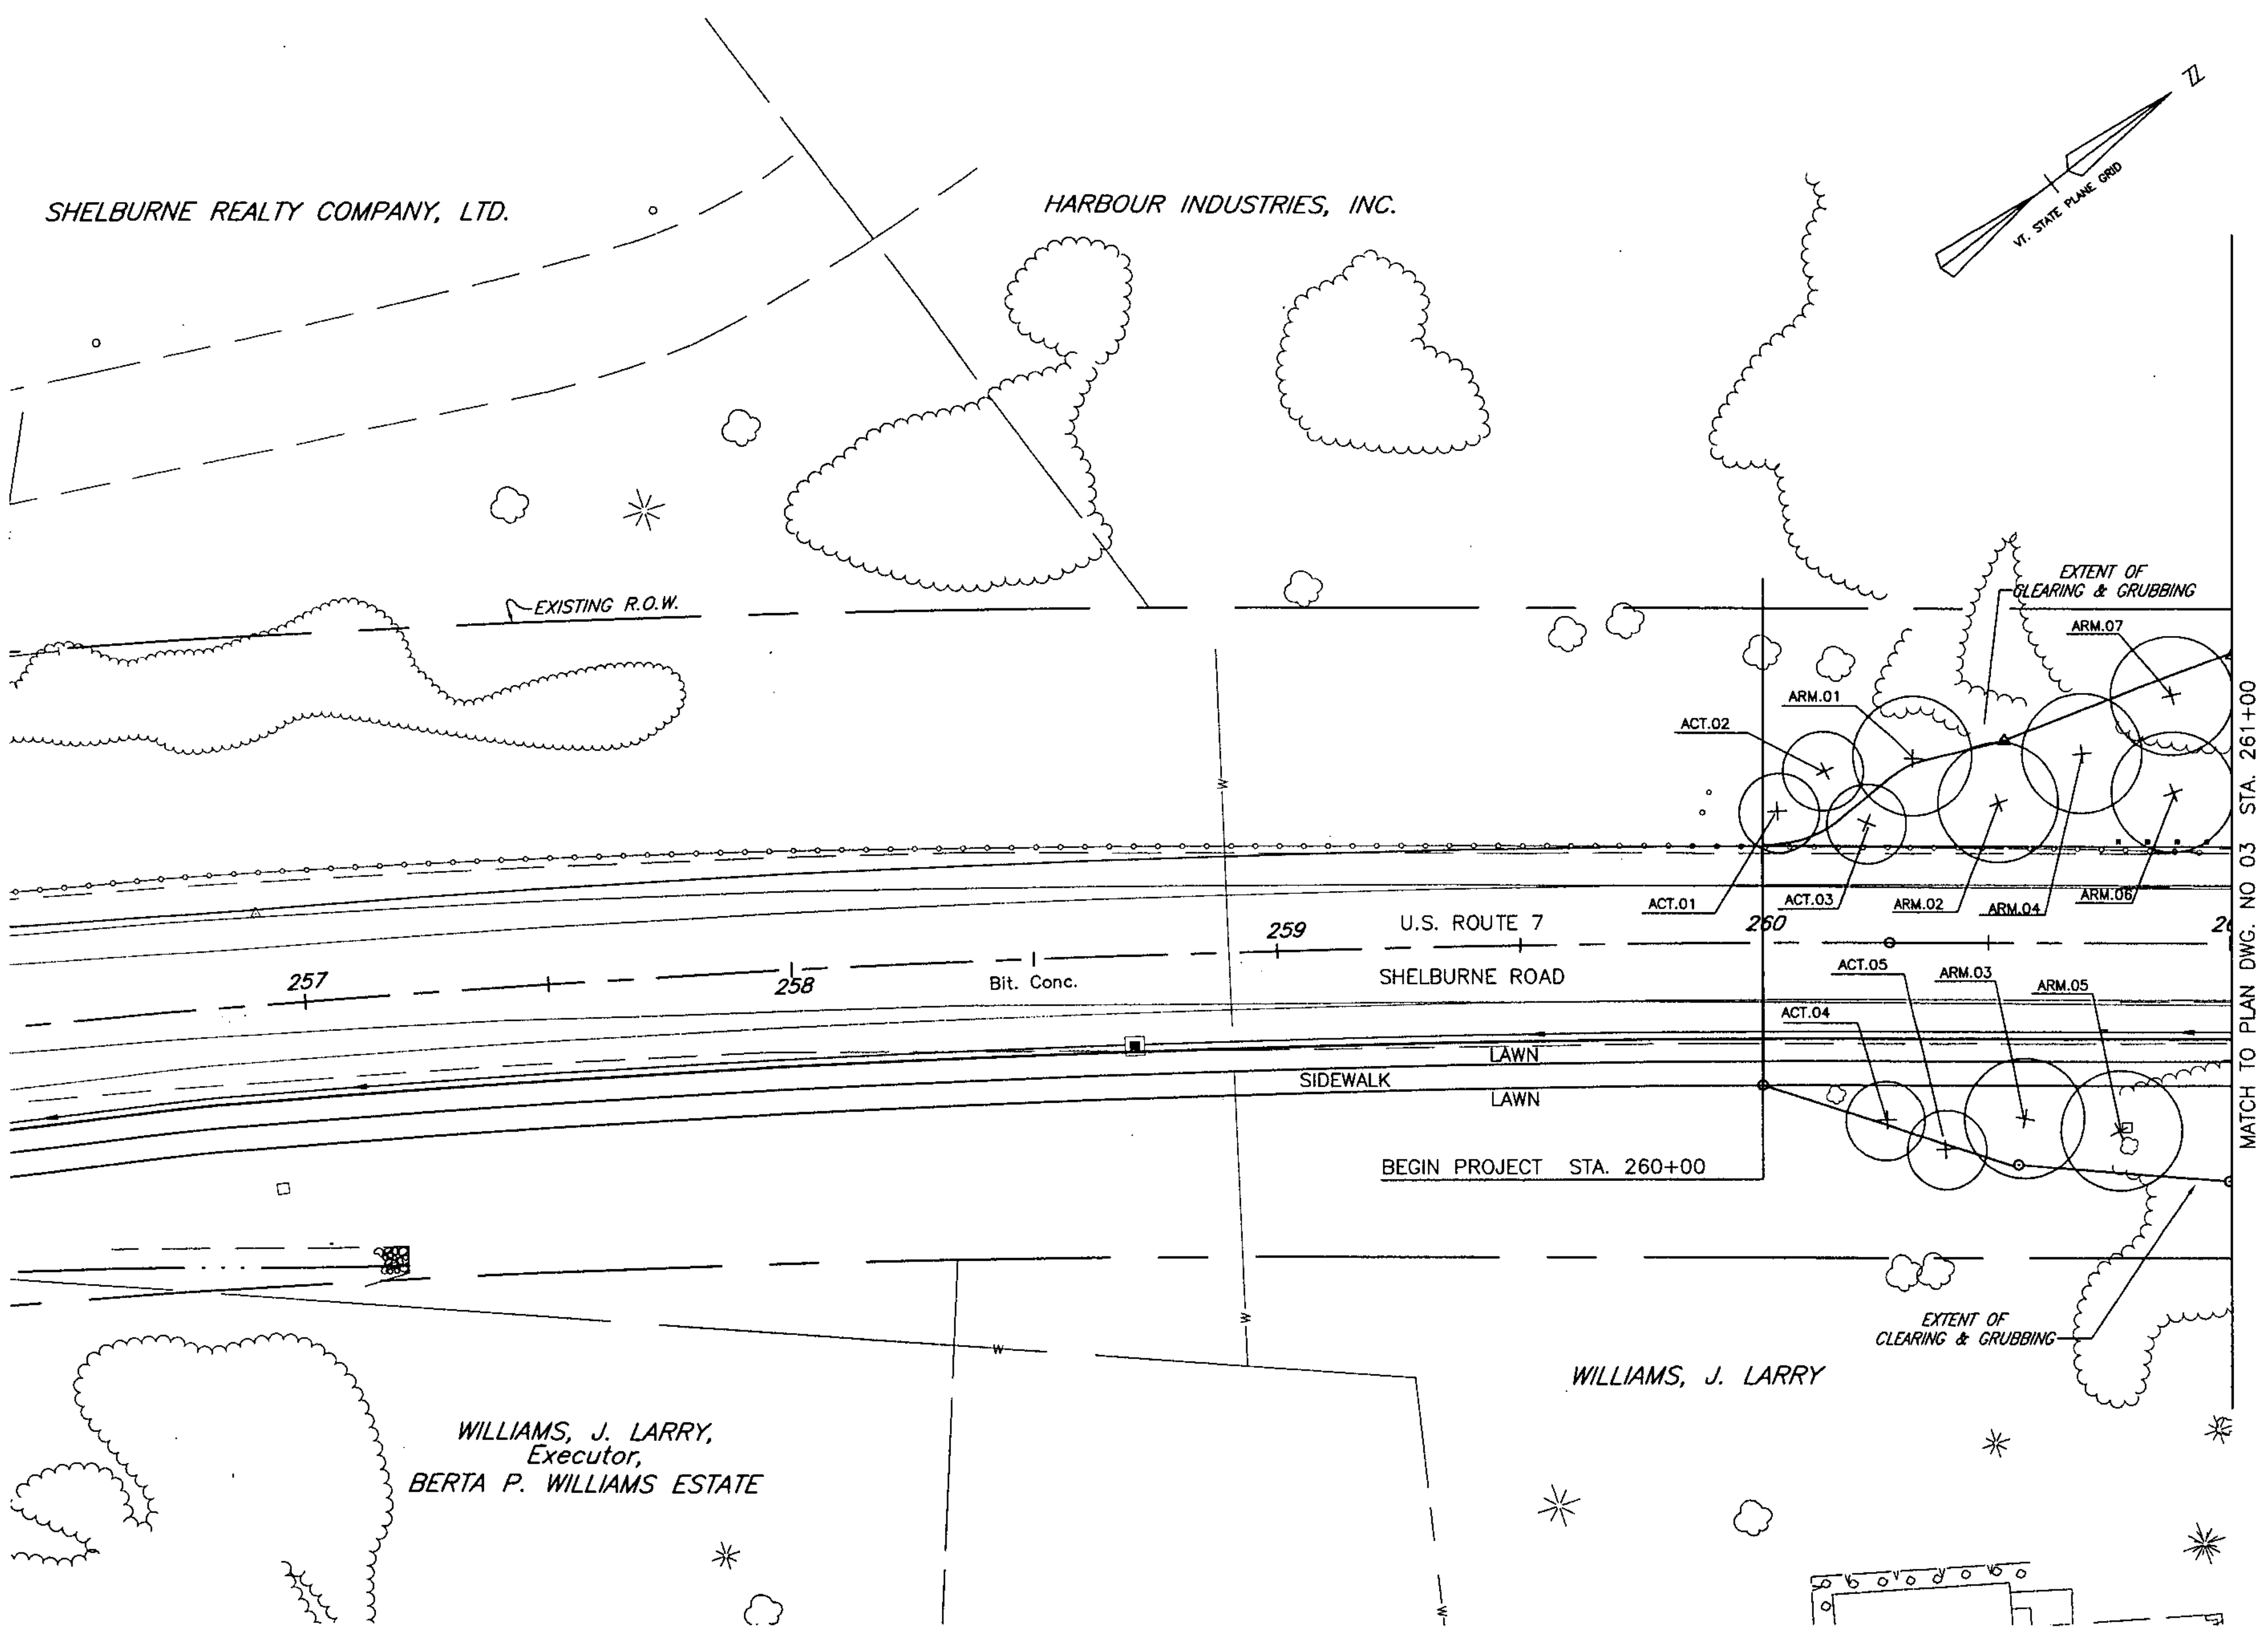 SHELBURNE REALTY COMPANY, LTD.
HARBOUR INDUSTRIES, INC.
N
VT. STATE PLANE GRID
EXISTING R.O.W.
EXTENT OF
CLEARING & GRUBBING
ARM.07
ARM.01
ACT.02
W
ACT.01
ACT.03
ARM.02
ARM.04
ARM.06
U.S. ROUTE 7
257
258
259
260
26
Bit. Conc.
SHELBURNE ROAD
ACT.05
ARM.03
ARM.05
ACT.04
LAWN
SIDEWALK
LAWN
BEGIN PROJECT STA. 260+00
W
W
EXTENT OF
CLEARING & GRUBBING
WILLIAMS, J. LARRY
WILLIAMS, J. LARRY,
Executor,
BERTA P. WILLIAMS ESTATE
W
MATCH TO PLAN DWG. NO 03 STA. 261+00